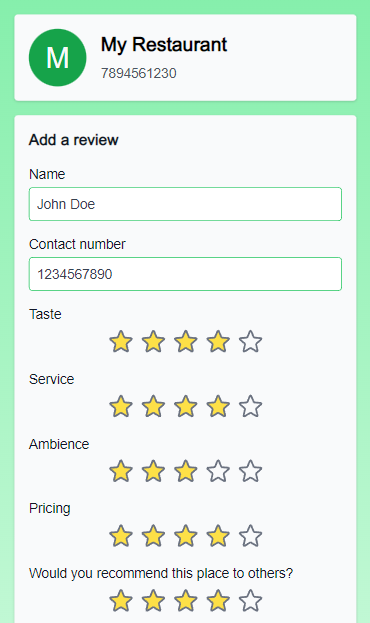 M
My Restaurant
7894561230
Add a review
Name
John Doe
Contact number
1234567890
Taste
Service
Ambience
Pricing
Would you recommend this place to others?